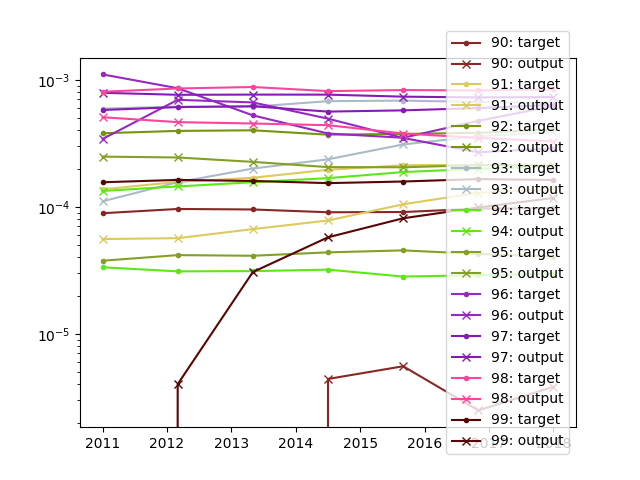 10⁻³
10⁻⁴
10⁻⁵
2011 2012 2013 2014 2015 2016 2017 2018
90: target
90: output
91: target
91: output
92: target
92: output
93: target
93: output
94: target
94: output
95: target
95: output
96: target
96: output
97: target
97: output
98: target
98: output
99: target
99: output